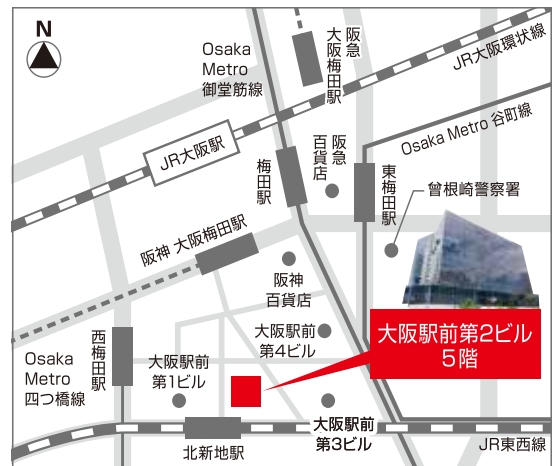 N
Osaka
Metro
御堂筋線
阪急
大阪梅田駅
JR大阪環状線
JR大阪駅
梅田駅
阪急
百貨店
Osaka Metro 谷町線
東梅田駅
曾根崎警察署
阪神 大阪梅田駅
阪神
百貨店
大阪駅前第2ビル
5階
大阪駅前
第4ビル
西梅田駅
Osaka
Metro
四つ橋線
大阪駅前
第1ビル
大阪駅前
第3ビル
北新地駅
JR東西線